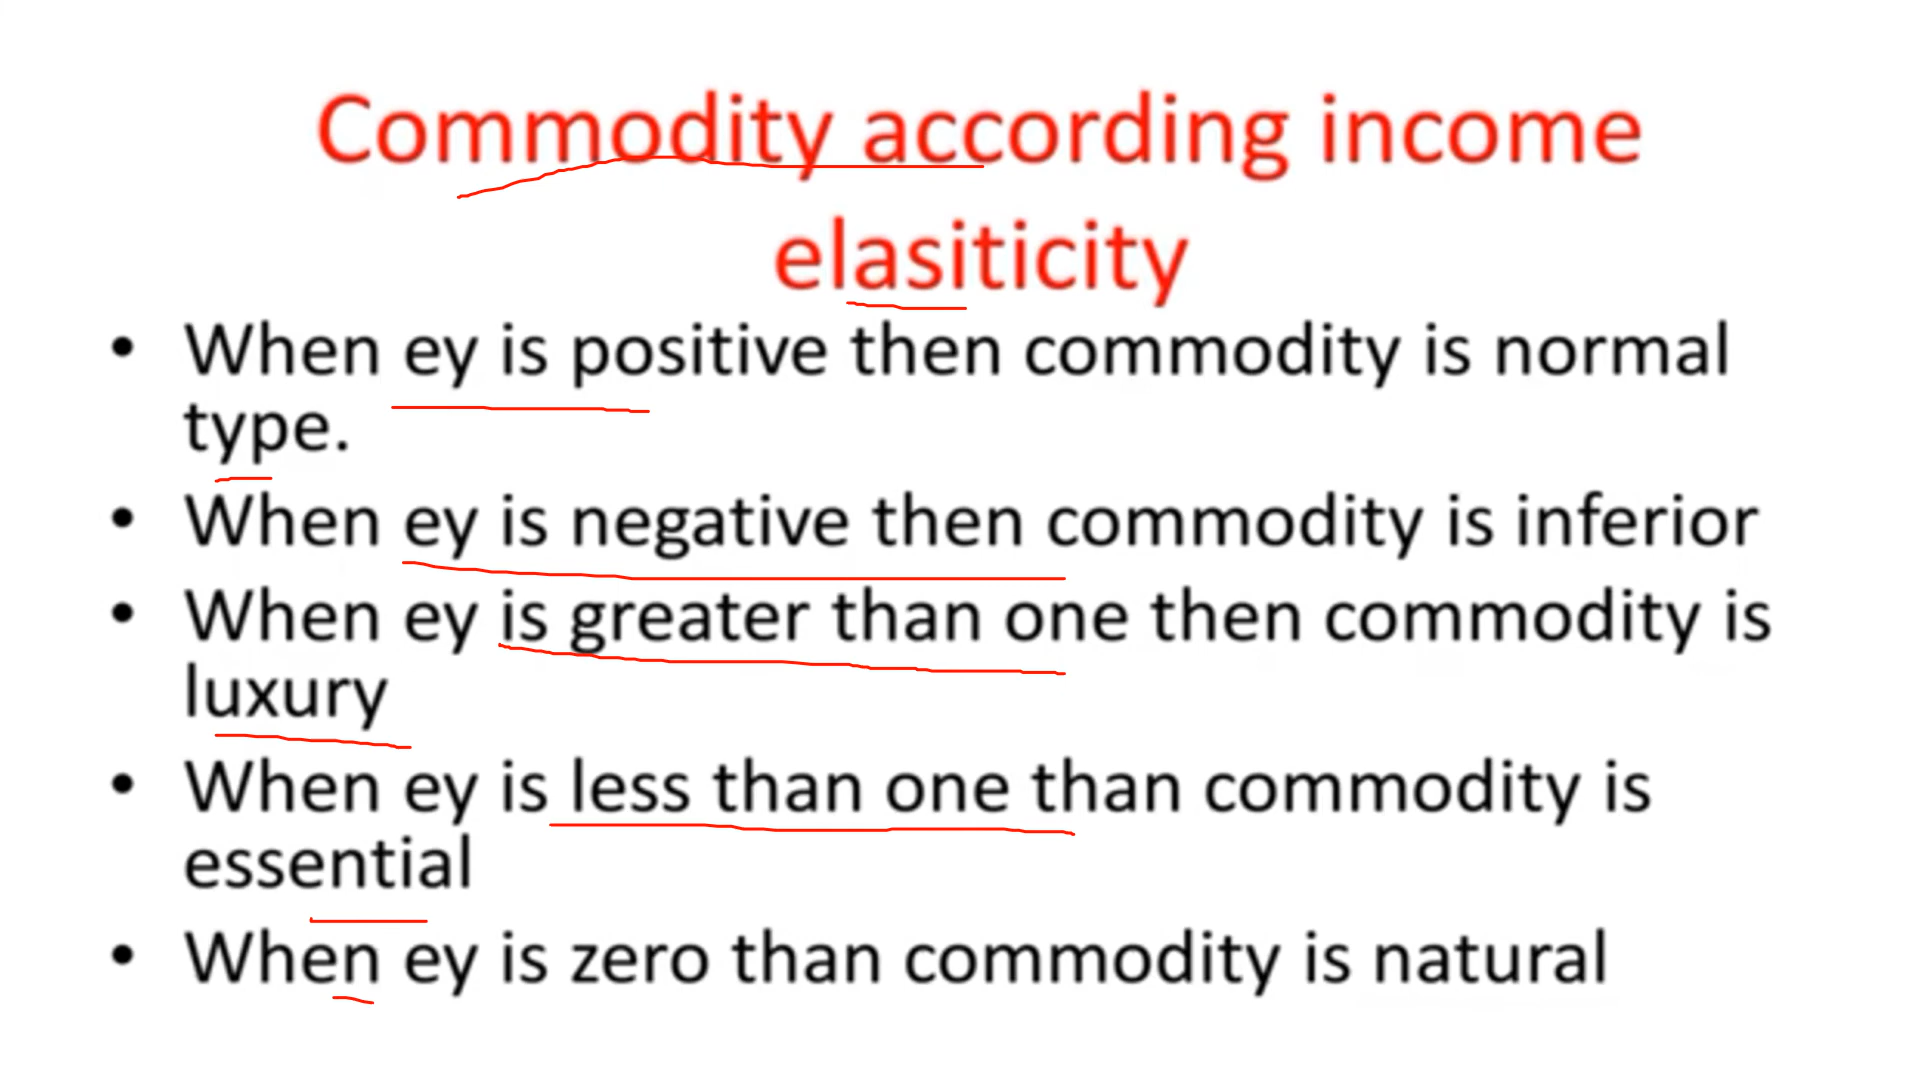 Commodity according income
elasiticity
• When ey is positive then commodity is normal
type.
• When ey is negative then commodity is inferior
• When ey is greater than one then commodity is
luxury
• When ey is less than one than commodity is
essential
• When ey is zero than commodity is natural